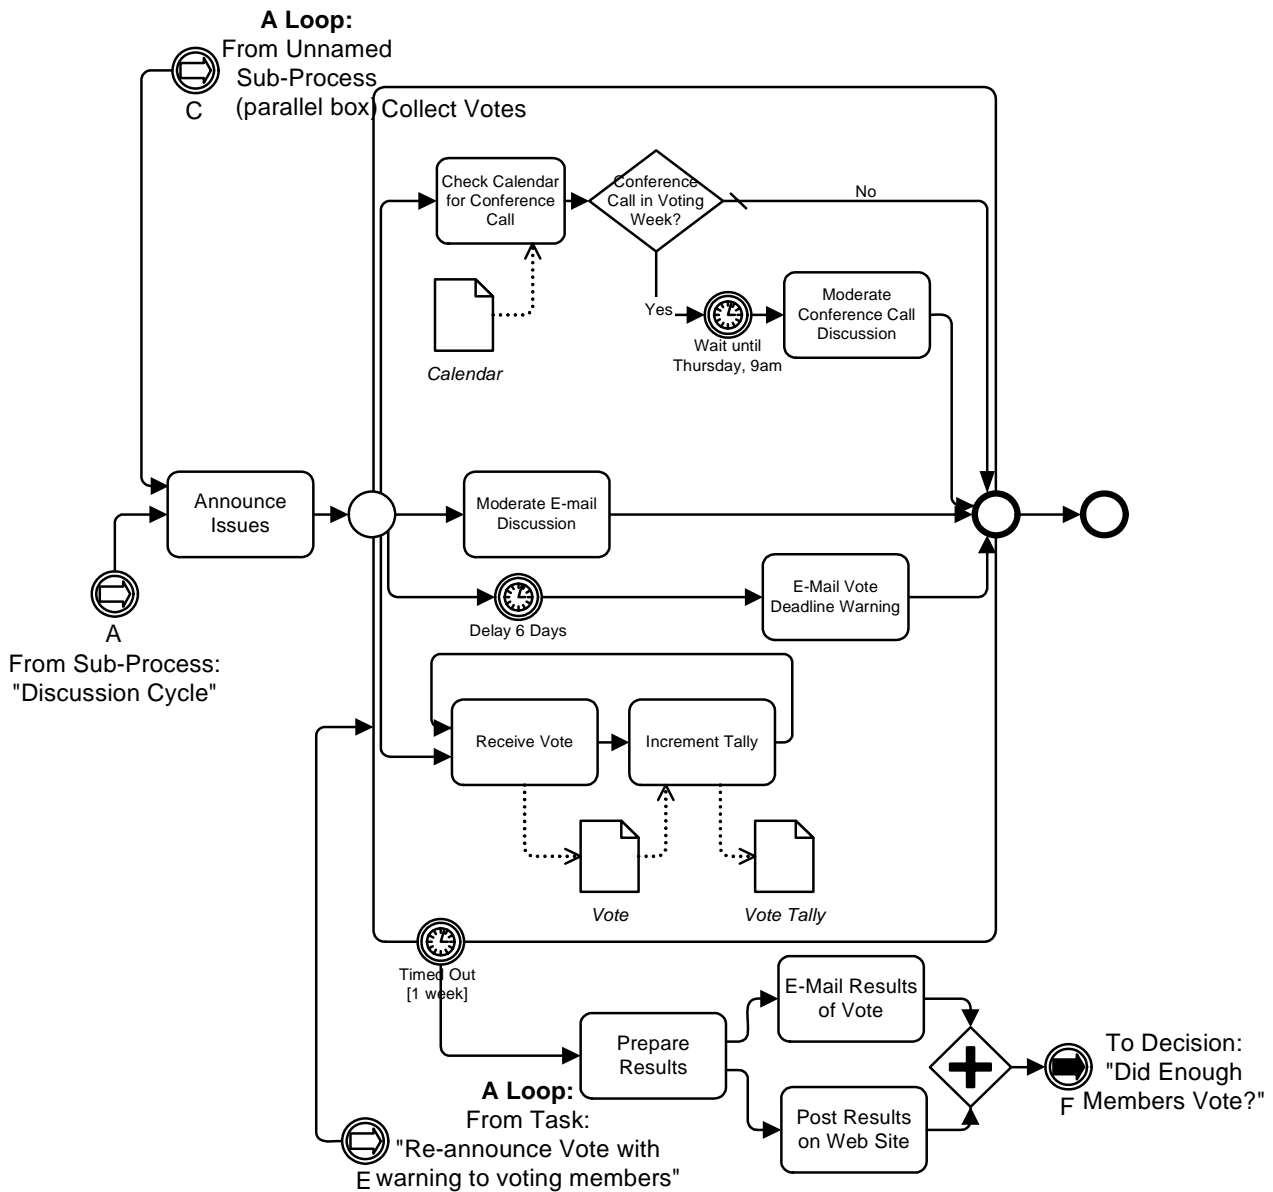 A Loop:
From Unnamed
Sub-Process
(parallel box)
C
Collect Votes
Check Calendar
for Conference
Call
Conference
Call in Voting
Week?
No
Yes
Calendar
Wait until
Thursday, 9am
Moderate
Conference Call
Discussion
Announce
Issues
Moderate E-mail
Discussion
A
From Sub-Process:
"Discussion Cycle"
Delay 6 Days
E-Mail Vote
Deadline Warning
Receive Vote
Increment Tally
Vote
Vote Tally
Timed Out
[1 week]
Prepare
Results
E-Mail Results
of Vote
Post Results
on Web Site
To Decision:
"Did Enough
Members Vote?"
F
A Loop:
From Task:
"Re-announce Vote with
warning to voting members"
E